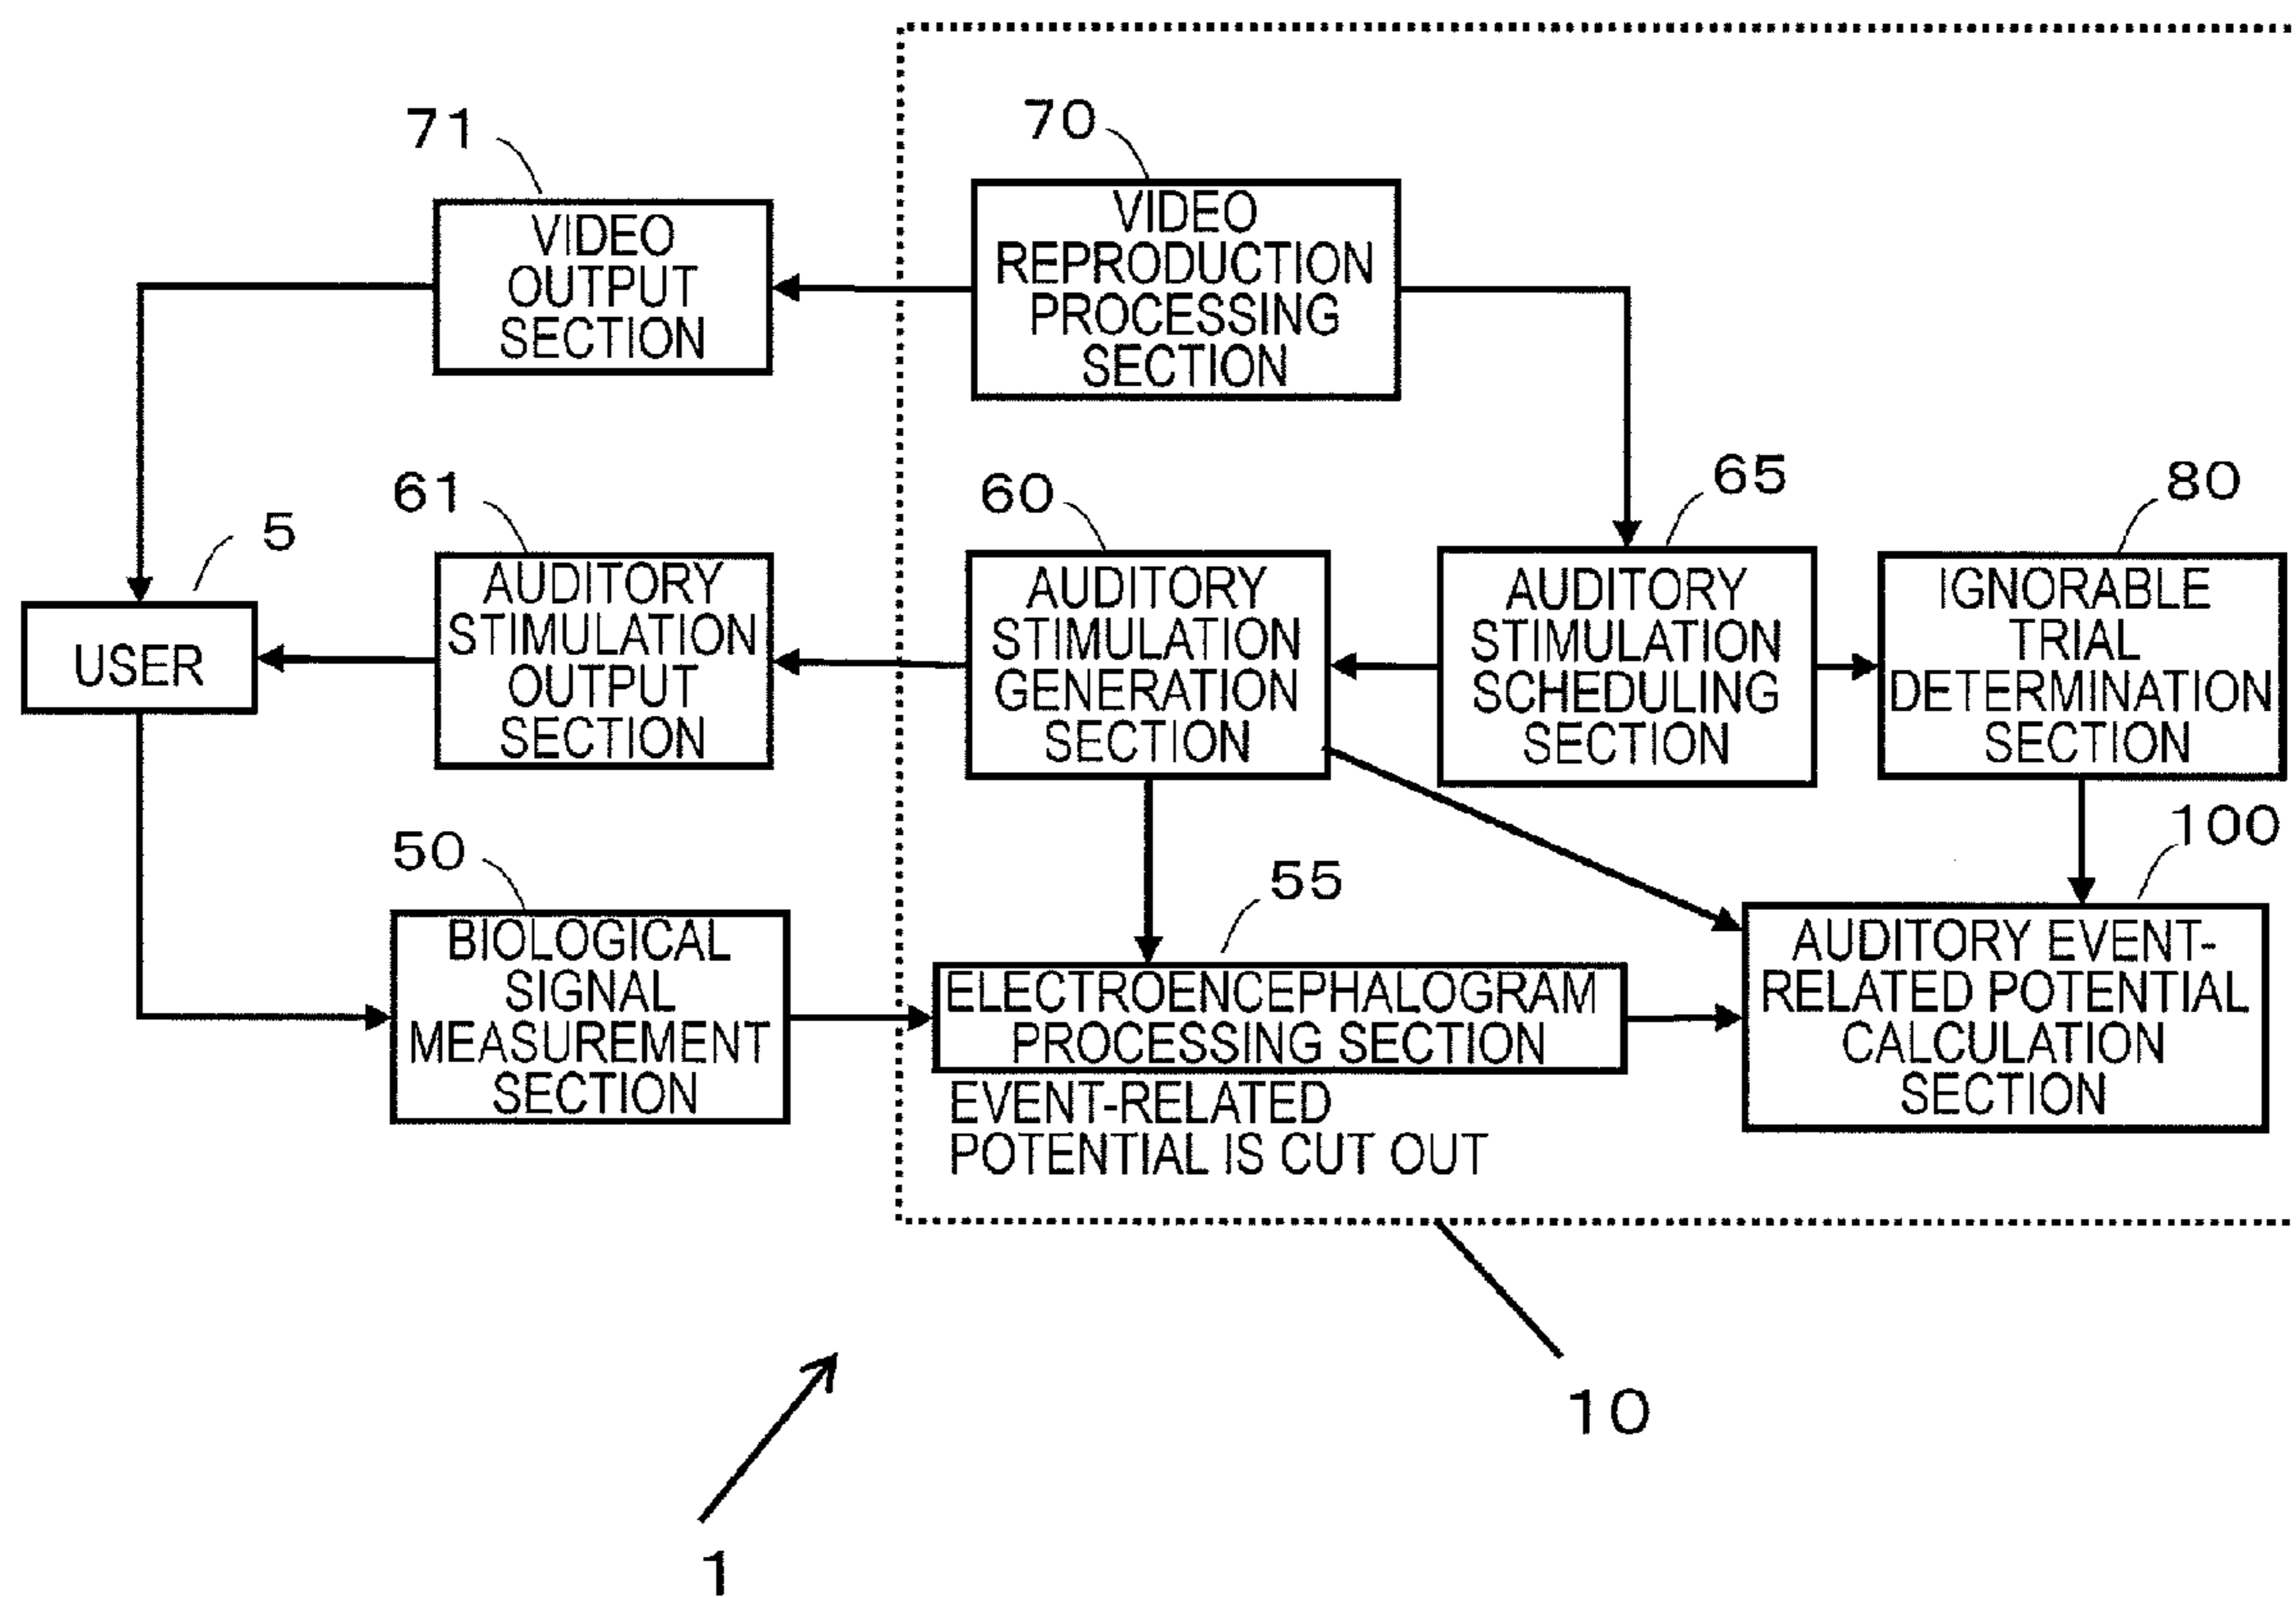 71
VIDEO
OUTPUT
SECTION
70
VIDEO
REPRODUCTION
PROCESSING
SECTION
5
USER
61
AUDITORY
STIMULATION
OUTPUT
SECTION
60
AUDITORY
STIMULATION
GENERATION
SECTION
65
AUDITORY
STIMULATION
SCHEDULING
SECTION
80
IGNORABLE
TRIAL
DETERMINATION
SECTION
50
BIOLOGICAL
SIGNAL
MEASUREMENT
SECTION
55
ELECTROENCEPHALOGRAM
PROCESSING SECTION
EVENT-RELATED
POTENTIAL IS CUT OUT
100
AUDITORY EVENT-
RELATED POTENTIAL
CALCULATION
SECTION
10
1